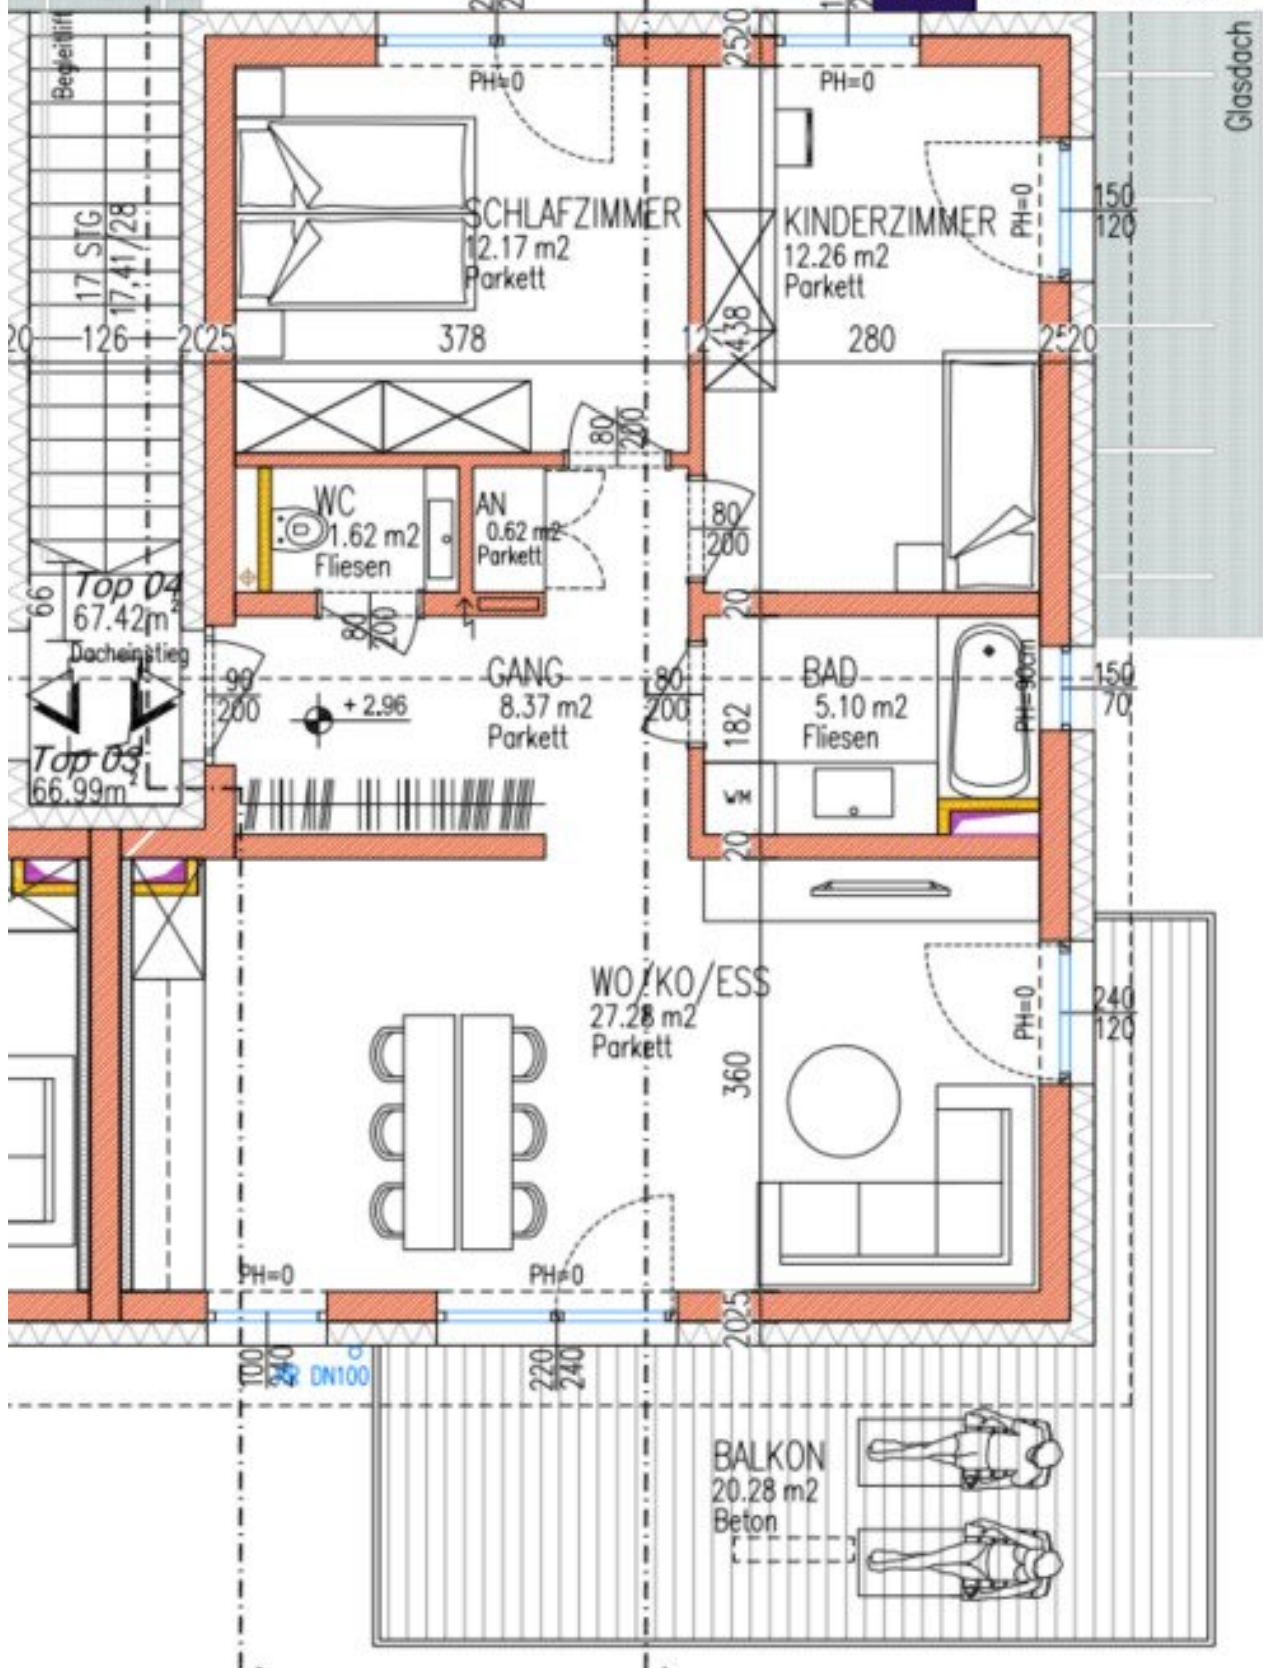 Begleitlift
Glasdach
PH=0
PH=0
2520
17 STG
17,41/28
SCHLAFZIMMER
12.17 m2
Parkett
KINDERZIMMER
12.26 m2
Parkett
PH=0
150
120
20
126
2025
378
12
438
280
2520
80
200
WC
1.62 m2
Fliesen
AN
0.62 m2
Parkett
80
200
66
Top 04
67.42m²
Dacheinstieg
80
200
20
90
200
+ 2.96
GANG
8.37 m2
Parkett
80
200
182
BAD
5.10 m2
Fliesen
PH=90cm
150
70
Top 03
66.99m²
WM
20
WO/KO/ESS
27.28 m2
Parkett
PH=0
240
120
360
PH=0
PH=0
2025
100
240
DN100
220
240
BALKON
20.28 m2
Beton